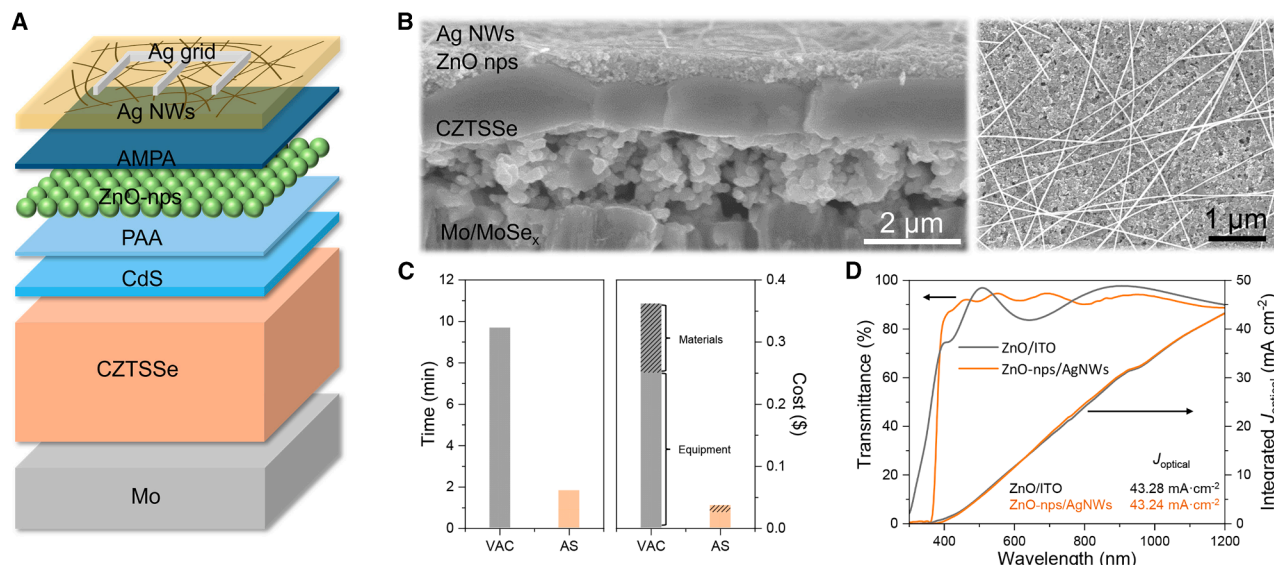 A
Ag grid
Ag NWs
AMPA
ZnO-nps
PAA
CdS
CZTSSe
Mo
B
Ag NWs
ZnO nps
CZTSSe
Mo/MoSeₓ
2 μm
1 μm
C
12
10
8
6
4
2
0
Time (min)
VAC
AS
Materials
Equipment
VAC
AS
0.4
0.3
0.2
0.1
0.0
Cost ($)
D
100
80
60
40
20
0
Transmittance (%)
ZnO/ITO
ZnO-nps/AgNWs
J optical
ZnO/ITO 43.28 mA·cm⁻²
ZnO-nps/AgNWs 43.24 mA·cm⁻²
400 600 800 1000 1200
Wavelength (nm)
50
40
30
20
10
0
Integrated J optical (mA cm⁻²)